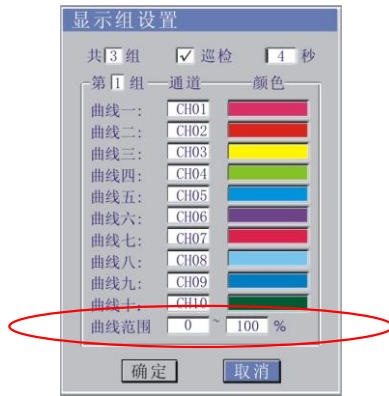 显示组设置
共 3 组 ✓ 巡检 4 秒
第 1 组 通道 颜色
曲线一: CH01
曲线二: CH02
曲线三: CH03
曲线四: CH04
曲线五: CH05
曲线六: CH06
曲线七: CH07
曲线八: CH08
曲线九: CH09
曲线十: CH10
曲线范围 0 ~ 100 %
确定 取消